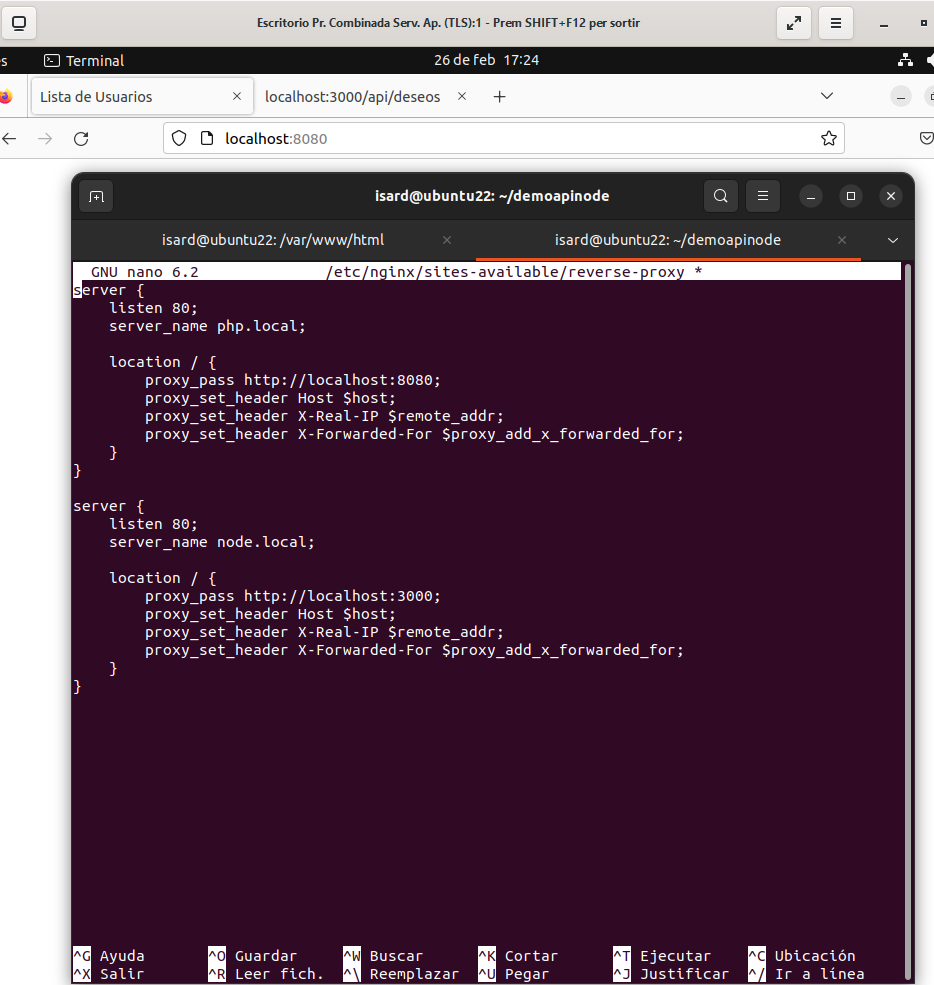 Escritorio Pr. Combinada Serv. Ap. (TLS):1 - Prem SHIFT+F12 per sortir
s Terminal 26 de feb 17:24
Lista de Usuarios × localhost:3000/api/deseos × +
localhost:8080
isard@ubuntu22: ~/demoapinode
isard@ubuntu22: /var/www/html × isard@ubuntu22: ~/demoapinode ×
GNU nano 6.2 /etc/nginx/sites-available/reverse-proxy *
server {
    listen 80;
    server_name php.local;

    location / {
        proxy_pass http://localhost:8080;
        proxy_set_header Host $host;
        proxy_set_header X-Real-IP $remote_addr;
        proxy_set_header X-Forwarded-For $proxy_add_x_forwarded_for;
    }
}

server {
    listen 80;
    server_name node.local;

    location / {
        proxy_pass http://localhost:3000;
        proxy_set_header Host $host;
        proxy_set_header X-Real-IP $remote_addr;
        proxy_set_header X-Forwarded-For $proxy_add_x_forwarded_for;
    }
}
^G Ayuda ^O Guardar ^W Buscar ^K Cortar ^T Ejecutar ^C Ubicación
^X Salir ^R Leer fich. ^\ Reemplazar ^U Pegar ^J Justificar ^/ Ir a línea